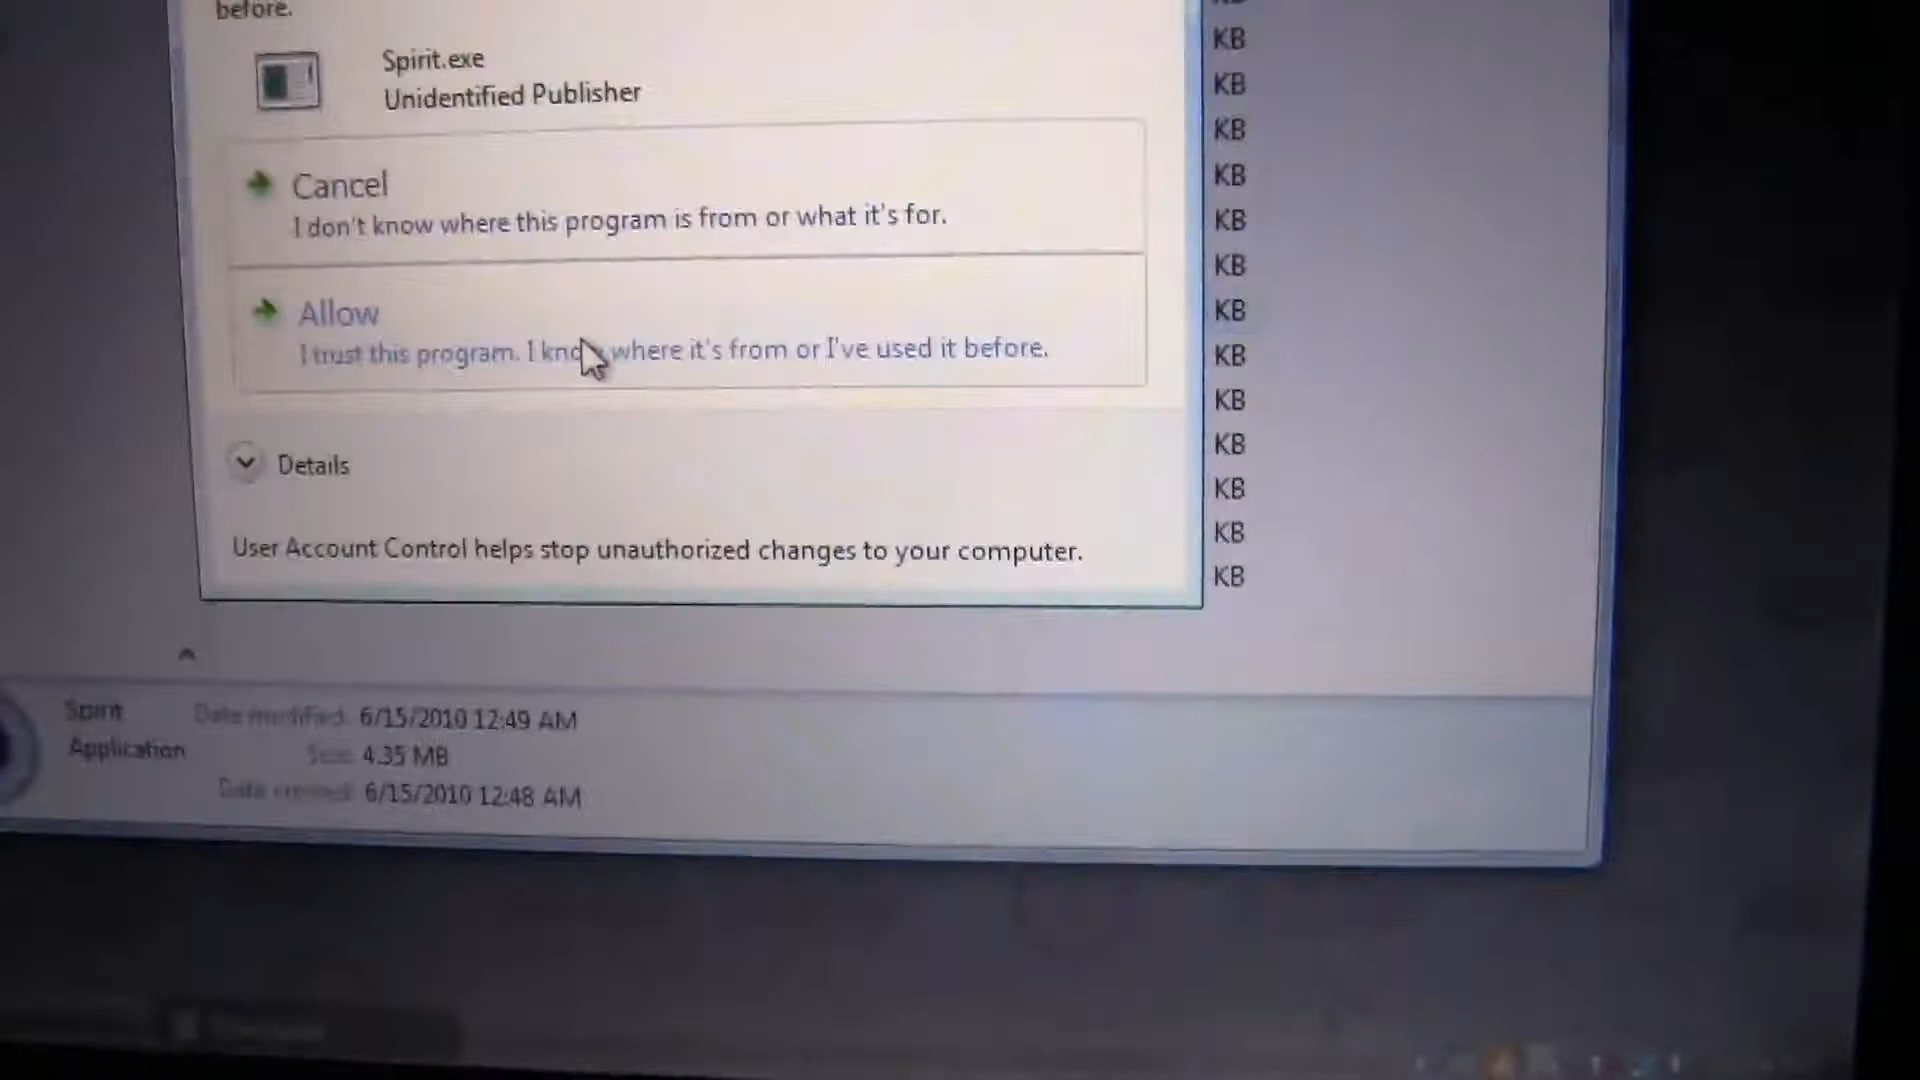 before.
Spirit.exe
Unidentified Publisher
Cancel
I don't know where this program is from or what it's for.
Allow
I trust this program. I know where it's from or I've used it before.
Details
User Account Control helps stop unauthorized changes to your computer.
KB
KB
KB
KB
KB
KB
KB
KB
KB
KB
KB
KB
KB
Spirit
Date modified: 6/15/2010 12:49 AM
Application
Size: 4.35 MB
Date created: 6/15/2010 12:48 AM